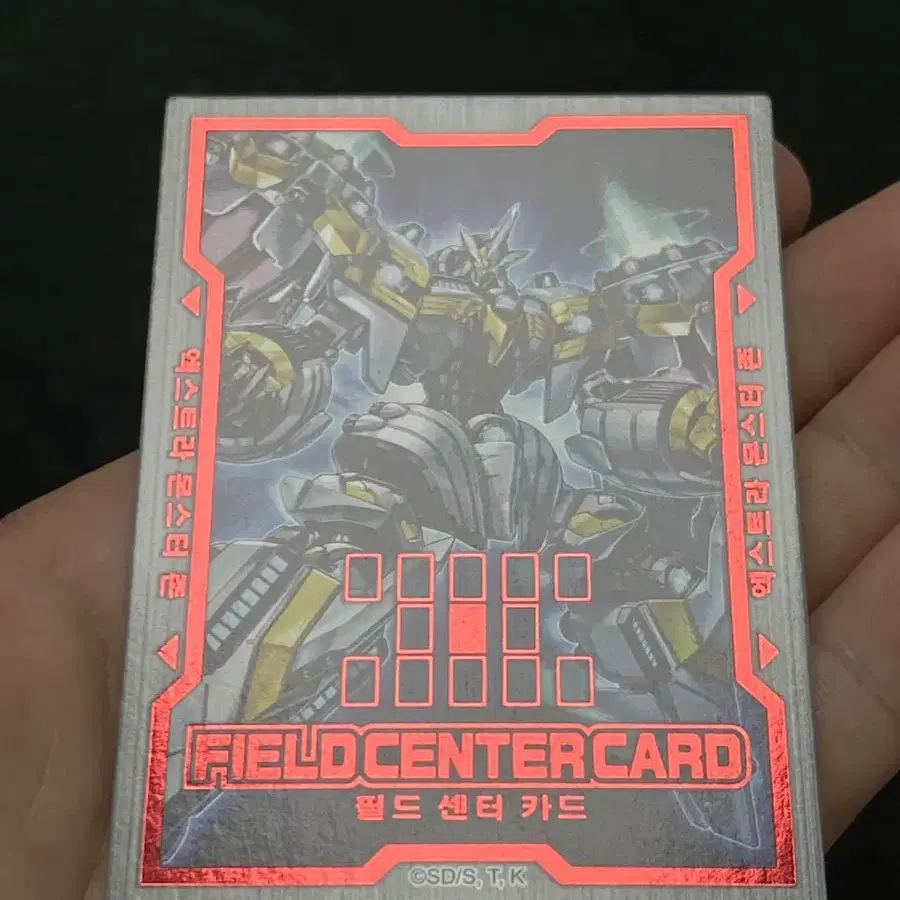 엑스트라 몬스터 존
엑스트라 몬스터 존
FIELD CENTER CARD
필드 센터 카드
©SD/S, T, K